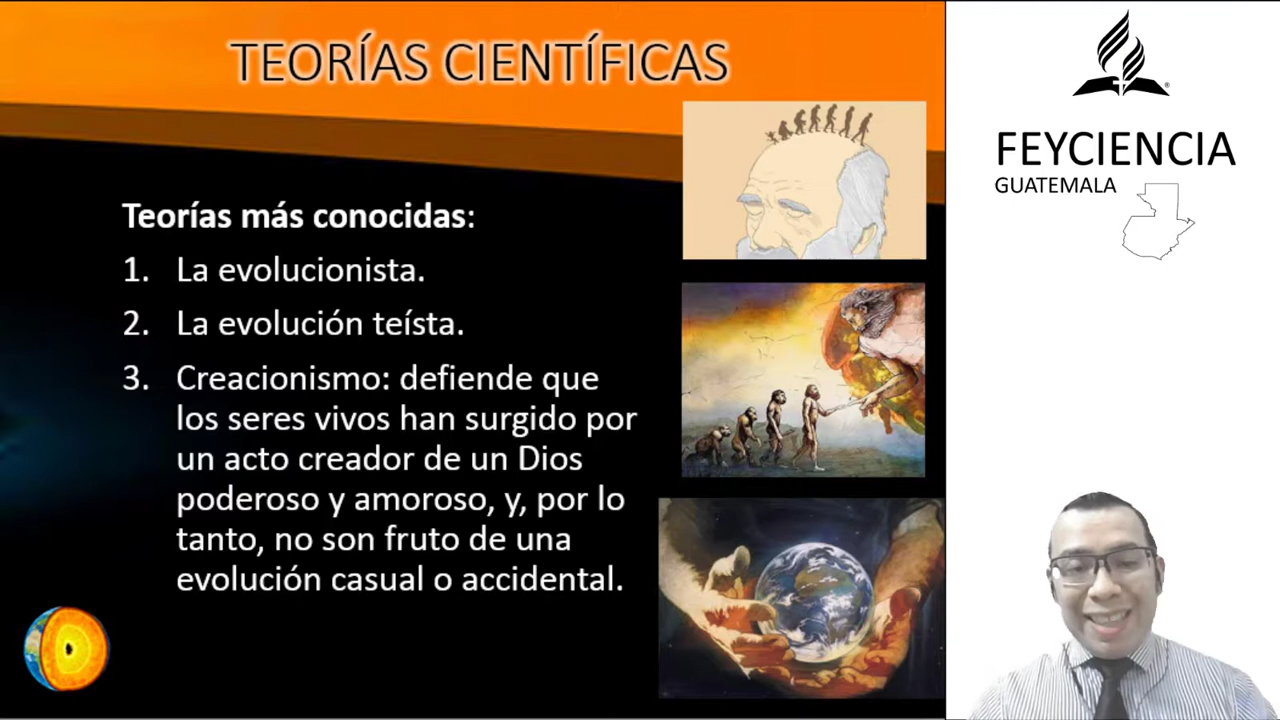 TEORÍAS CIENTÍFICAS
Teorías más conocidas:
1. La evolucionista.
2. La evolución teísta.
3. Creacionismo: defiende que
los seres vivos han surgido por
un acto creador de un Dios
poderoso y amoroso, y, por lo
tanto, no son fruto de una
evolución casual o accidental.
FEYCIENCIA
GUATEMALA